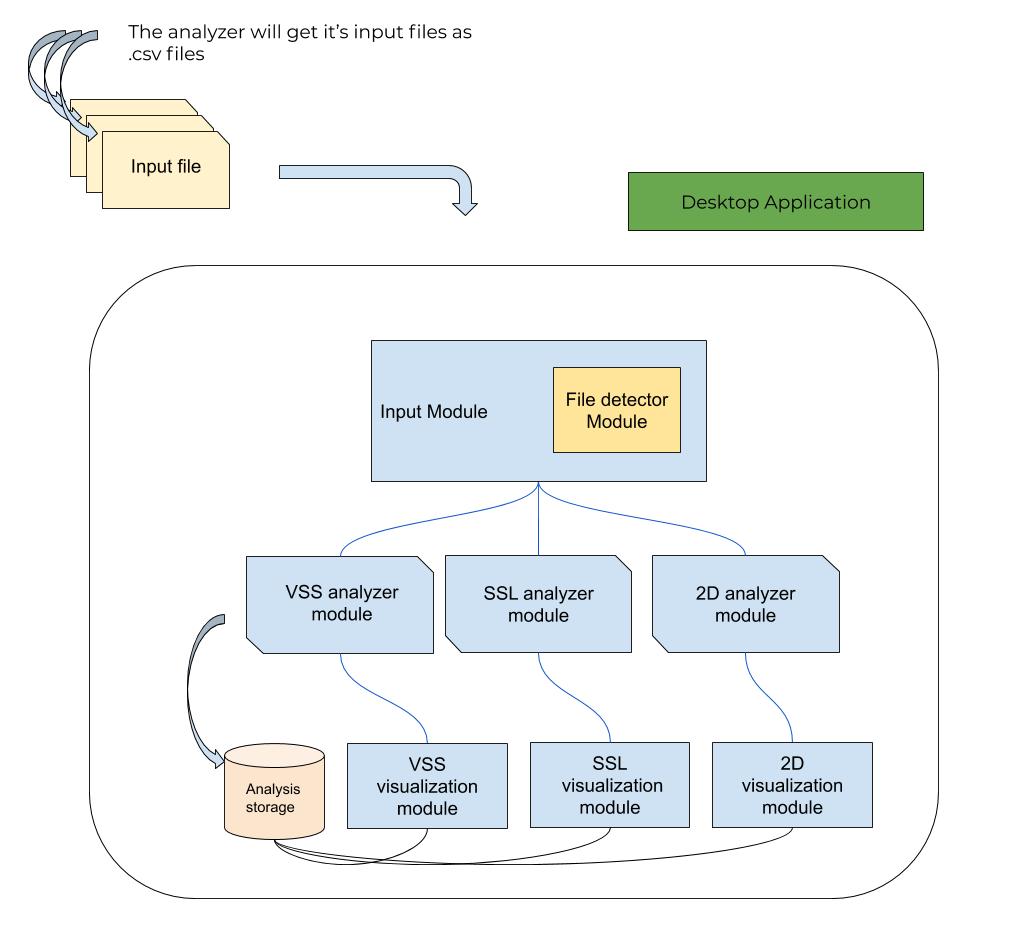 The analyzer will get it’s input files as
.csv files
Input file
Desktop Application
Input Module
File detector
Module
VSS analyzer
module
SSL analyzer
module
2D analyzer
module
Analysis
storage
VSS
visualization
module
SSL
visualization
module
2D
visualization
module